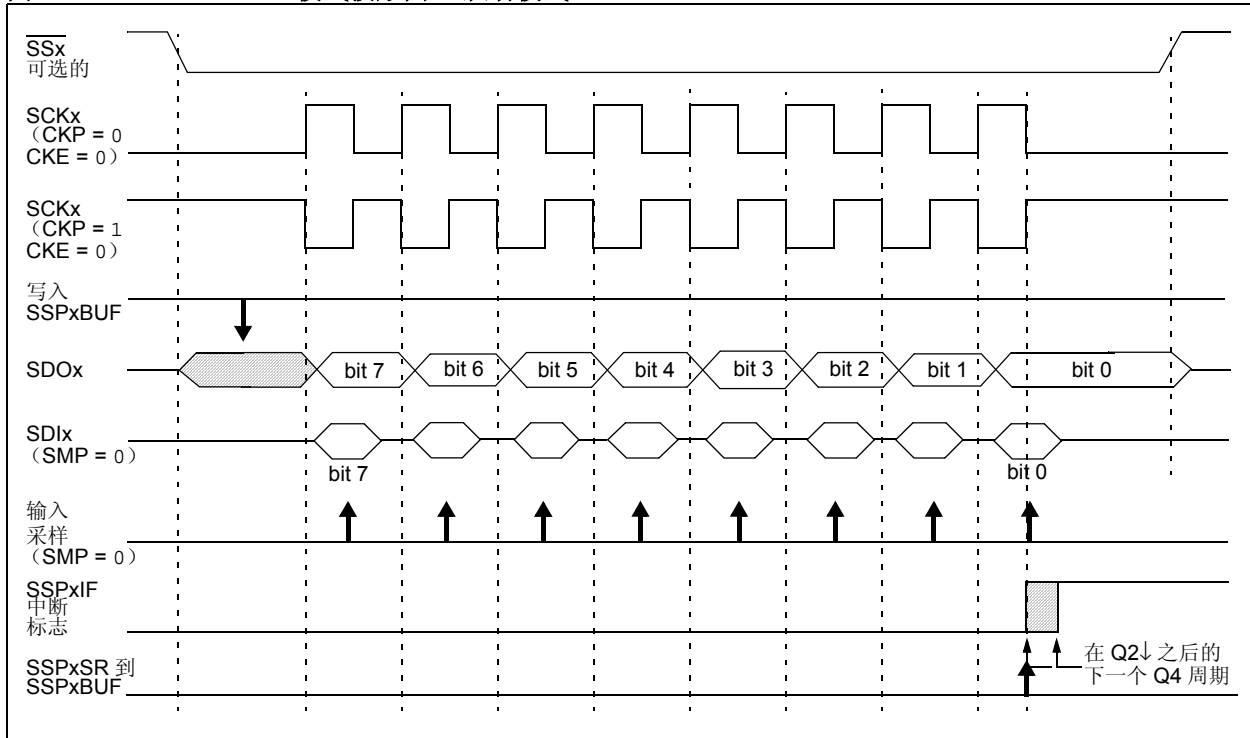 SSx
可选的
SCKx
（CKP = 0
CKE = 0）
SCKx
（CKP = 1
CKE = 0）
写入
SSPxBUF
SDOx
bit 7 bit 6 bit 5 bit 4 bit 3 bit 2 bit 1 bit 0
SDIx
（SMP = 0）
bit 7 bit 0
输入
采样
（SMP = 0）
SSPxIF
中断
标志
在 Q2↓ 之后的
下一个 Q4 周期
SSPxSR 到
SSPxBUF